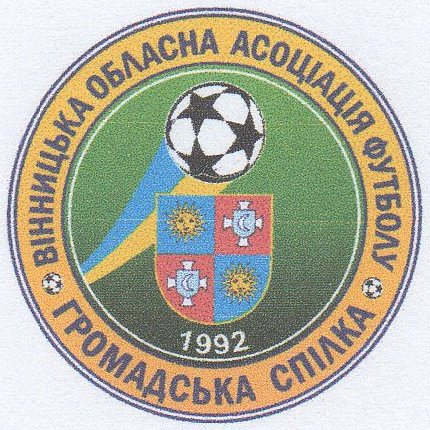 ВІННИЦЬКА ОБЛАСНА АСОЦІАЦІЯ ФУТБОЛУ
1992
ГРОМАДСЬКА СПІЛКА